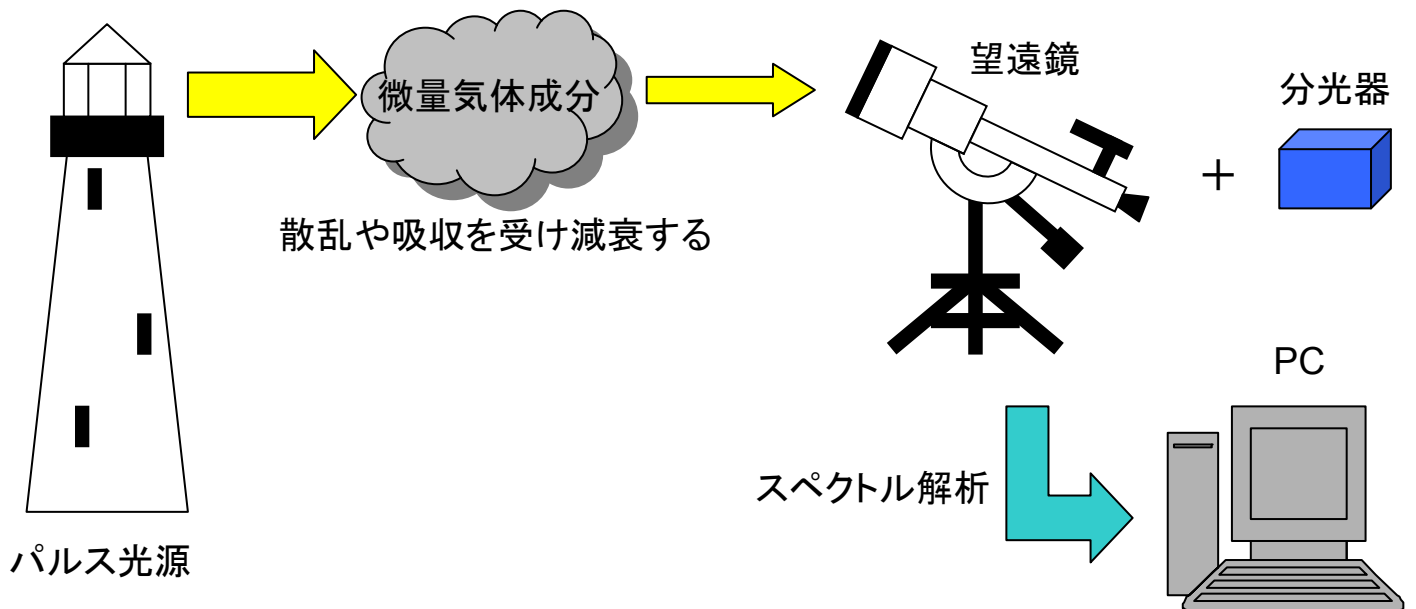 望遠鏡
分光器
微量気体成分
+
散乱や吸収を受け減衰する
PC
スペクトル解析
パルス光源